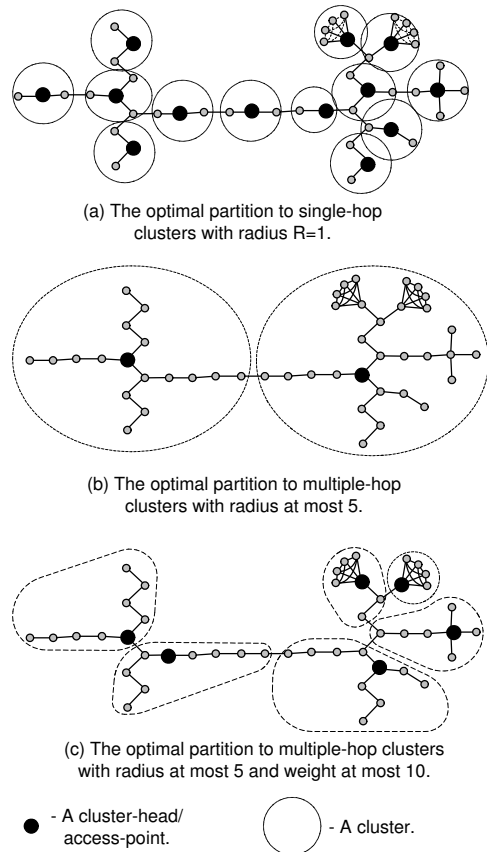 (a) The optimal partition to single-hop
clusters with radius R=1.
(b) The optimal partition to multiple-hop
clusters with radius at most 5.
(c) The optimal partition to multiple-hop clusters
with radius at most 5 and weight at most 10.
- A cluster-head/
access-point.
- A cluster.